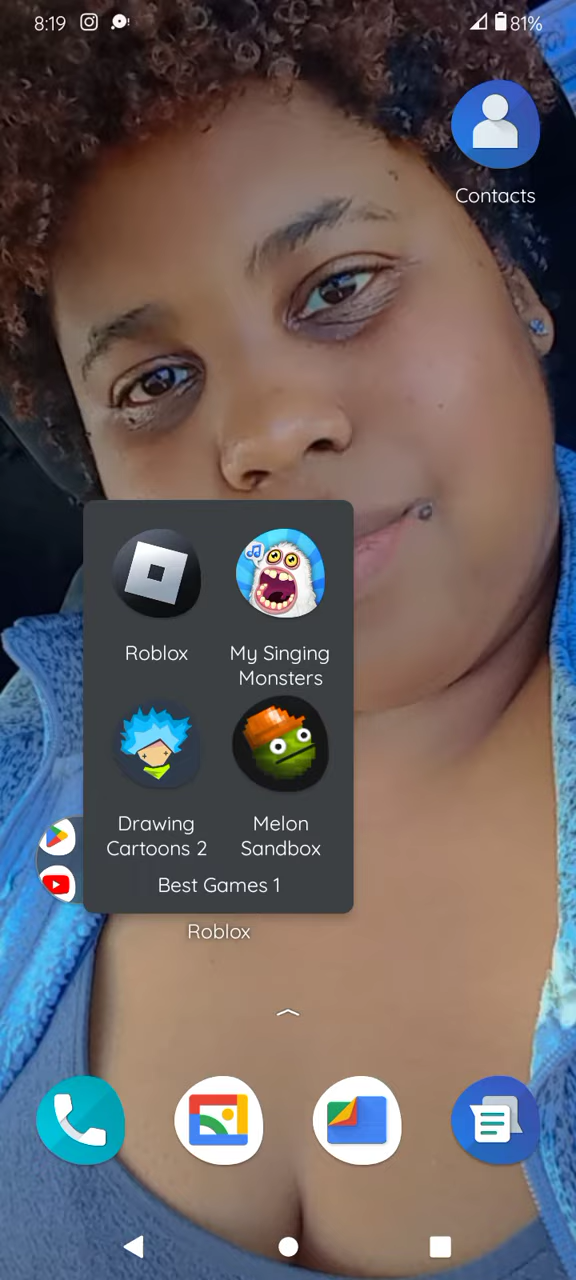 8:19
81%
Contacts
Roblox
My Singing
Monsters
Drawing
Cartoons 2
Melon
Sandbox
Best Games 1
Roblox